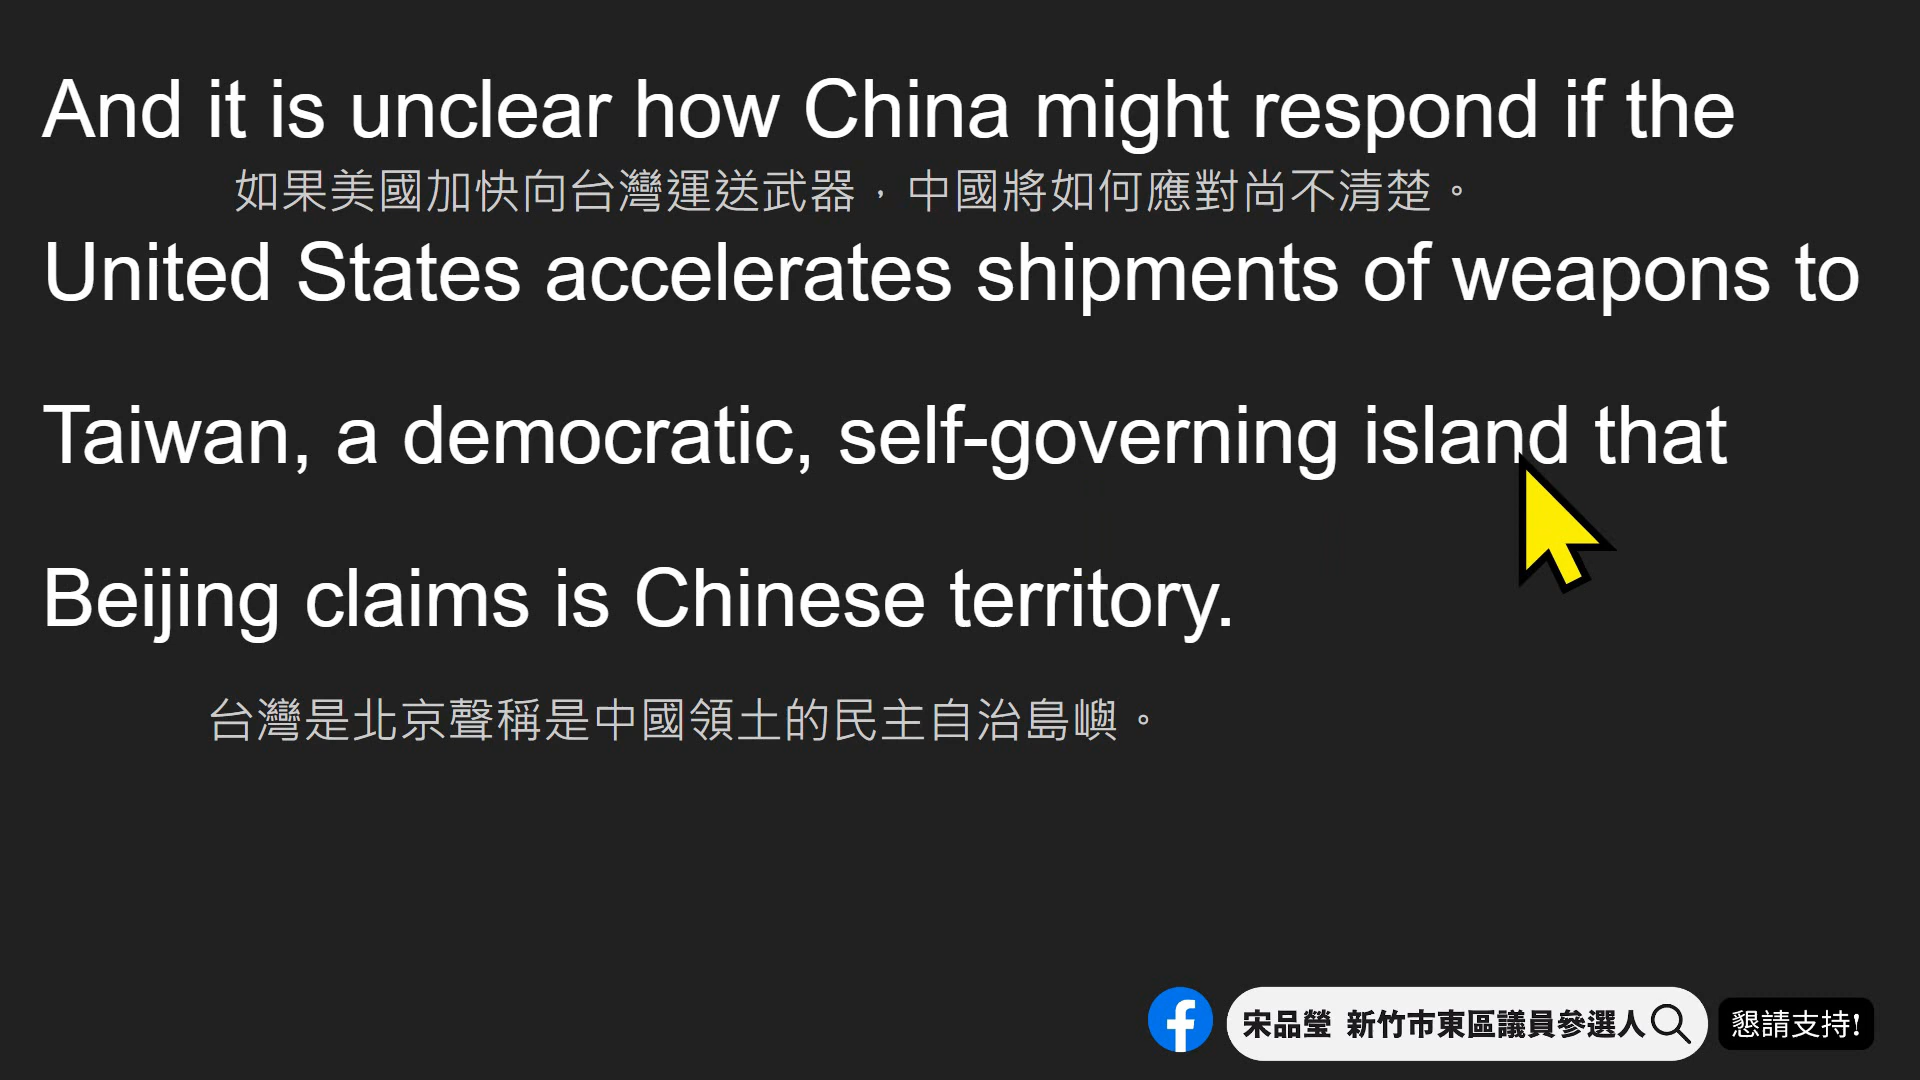 And it is unclear how China might respond if the
如果美國加快向台灣運送武器，中國將如何應對尚不清楚。
United States accelerates shipments of weapons to
Taiwan, a democratic, self-governing island that
Beijing claims is Chinese territory.
台灣是北京聲稱是中國領土的民主自治島嶼。
宋品瑩 新竹市東區議員參選人 懇請支持!